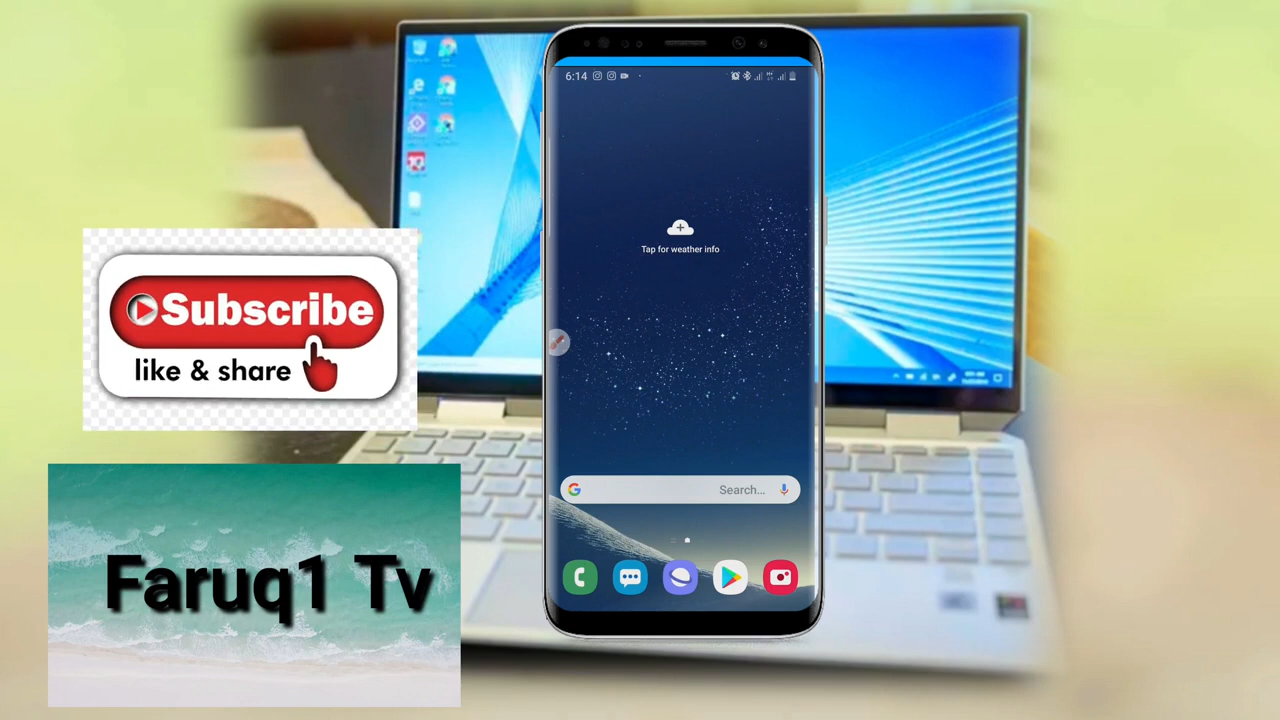 6:14
Tap for weather info
Subscribe
like & share
Search...
Faruq1 Tv